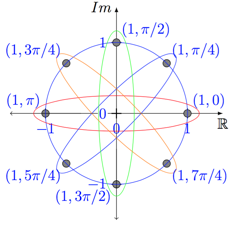 Im
(1, π/2)
(1, 3π/4)
1
(1, π/4)
(1, π)
(1, 0)
0
ℝ
−1
0
1
(1, 5π/4)
−1
(1, 7π/4)
(1, 3π/2)